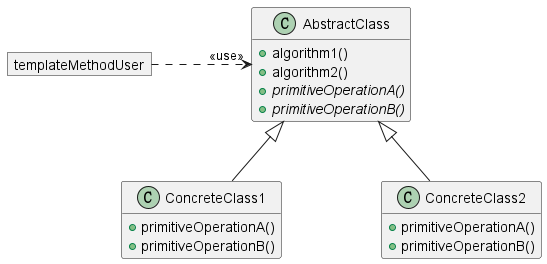 C AbstractClass
algorithm1()
algorithm2()
primitiveOperationA()
primitiveOperationB()
templateMethodUser
«use»
C ConcreteClass1
primitiveOperationA()
primitiveOperationB()
C ConcreteClass2
primitiveOperationA()
primitiveOperationB()